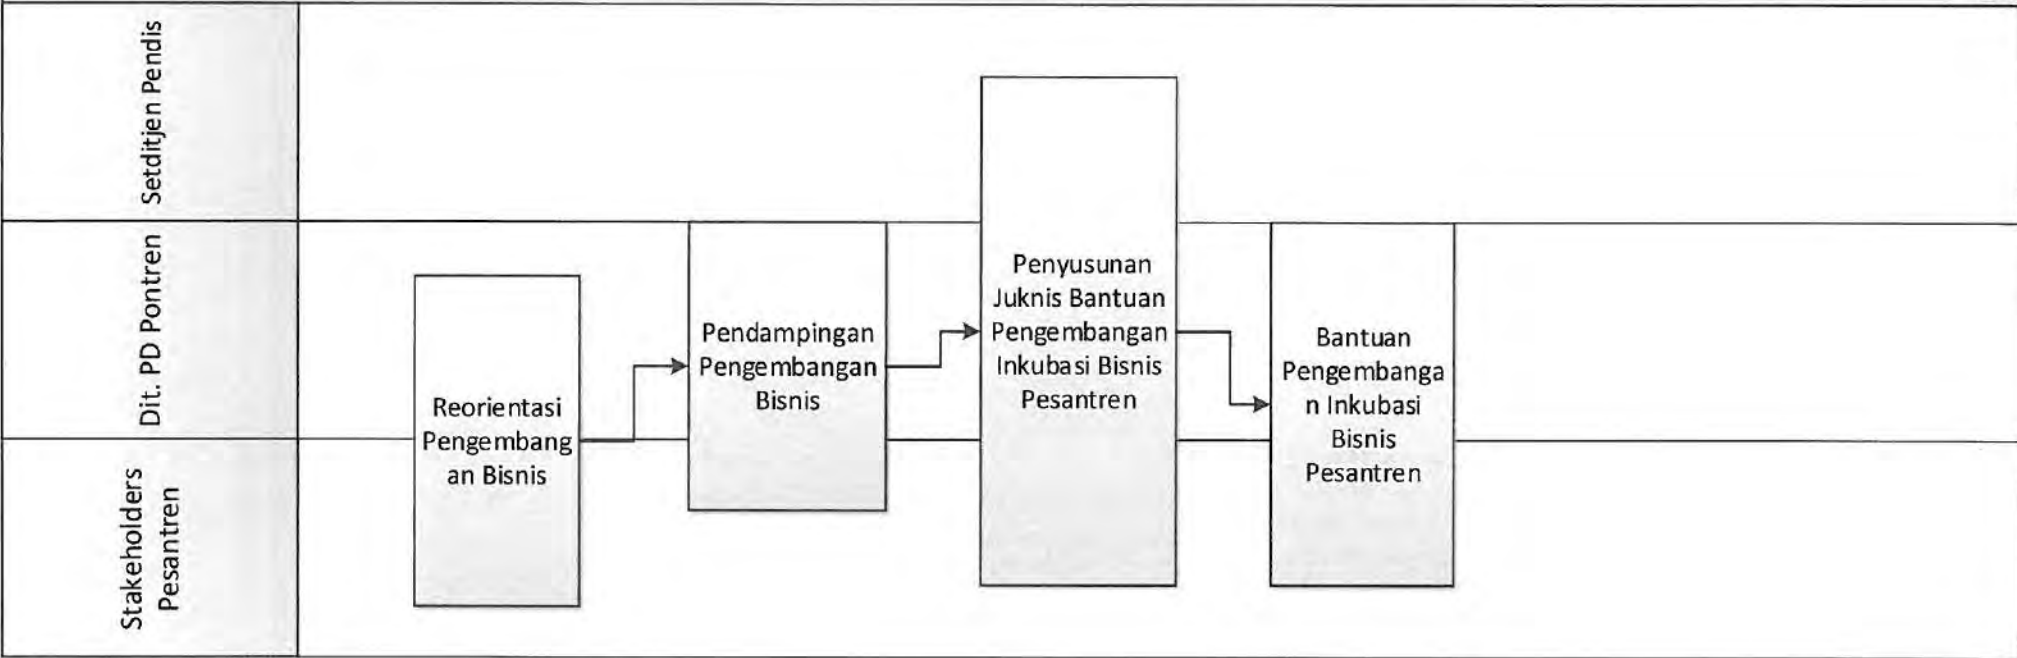 Setditjen Pendis
Dit. PD Pontren
Stakeholders
Pesantren
Reorientasi
Pengembang
an Bisnis
Pendampingan
Pengembangan
Bisnis
Penyusunan
Juknis Bantuan
Pengembangan
Inkubasi Bisnis
Pesantren
Bantuan
Pengembanga
n Inkubasi
Bisnis
Pesantren